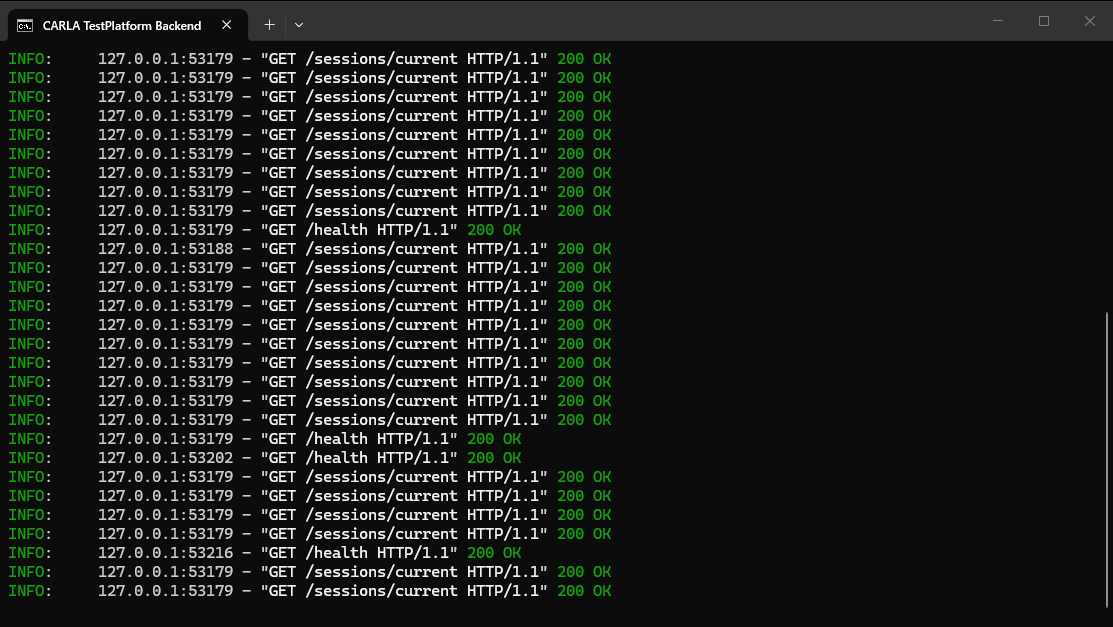 CARLA TestPlatform Backend
INFO: 127.0.0.1:53179 - "GET /sessions/current HTTP/1.1" 200 OK
INFO: 127.0.0.1:53179 - "GET /sessions/current HTTP/1.1" 200 OK
INFO: 127.0.0.1:53179 - "GET /sessions/current HTTP/1.1" 200 OK
INFO: 127.0.0.1:53179 - "GET /sessions/current HTTP/1.1" 200 OK
INFO: 127.0.0.1:53179 - "GET /sessions/current HTTP/1.1" 200 OK
INFO: 127.0.0.1:53179 - "GET /sessions/current HTTP/1.1" 200 OK
INFO: 127.0.0.1:53179 - "GET /sessions/current HTTP/1.1" 200 OK
INFO: 127.0.0.1:53179 - "GET /sessions/current HTTP/1.1" 200 OK
INFO: 127.0.0.1:53179 - "GET /sessions/current HTTP/1.1" 200 OK
INFO: 127.0.0.1:53179 - "GET /health HTTP/1.1" 200 OK
INFO: 127.0.0.1:53188 - "GET /sessions/current HTTP/1.1" 200 OK
INFO: 127.0.0.1:53179 - "GET /sessions/current HTTP/1.1" 200 OK
INFO: 127.0.0.1:53179 - "GET /sessions/current HTTP/1.1" 200 OK
INFO: 127.0.0.1:53179 - "GET /sessions/current HTTP/1.1" 200 OK
INFO: 127.0.0.1:53179 - "GET /sessions/current HTTP/1.1" 200 OK
INFO: 127.0.0.1:53179 - "GET /sessions/current HTTP/1.1" 200 OK
INFO: 127.0.0.1:53179 - "GET /sessions/current HTTP/1.1" 200 OK
INFO: 127.0.0.1:53179 - "GET /sessions/current HTTP/1.1" 200 OK
INFO: 127.0.0.1:53179 - "GET /sessions/current HTTP/1.1" 200 OK
INFO: 127.0.0.1:53179 - "GET /sessions/current HTTP/1.1" 200 OK
INFO: 127.0.0.1:53179 - "GET /health HTTP/1.1" 200 OK
INFO: 127.0.0.1:53202 - "GET /health HTTP/1.1" 200 OK
INFO: 127.0.0.1:53179 - "GET /sessions/current HTTP/1.1" 200 OK
INFO: 127.0.0.1:53179 - "GET /sessions/current HTTP/1.1" 200 OK
INFO: 127.0.0.1:53179 - "GET /sessions/current HTTP/1.1" 200 OK
INFO: 127.0.0.1:53179 - "GET /sessions/current HTTP/1.1" 200 OK
INFO: 127.0.0.1:53216 - "GET /health HTTP/1.1" 200 OK
INFO: 127.0.0.1:53179 - "GET /sessions/current HTTP/1.1" 200 OK
INFO: 127.0.0.1:53179 - "GET /sessions/current HTTP/1.1" 200 OK